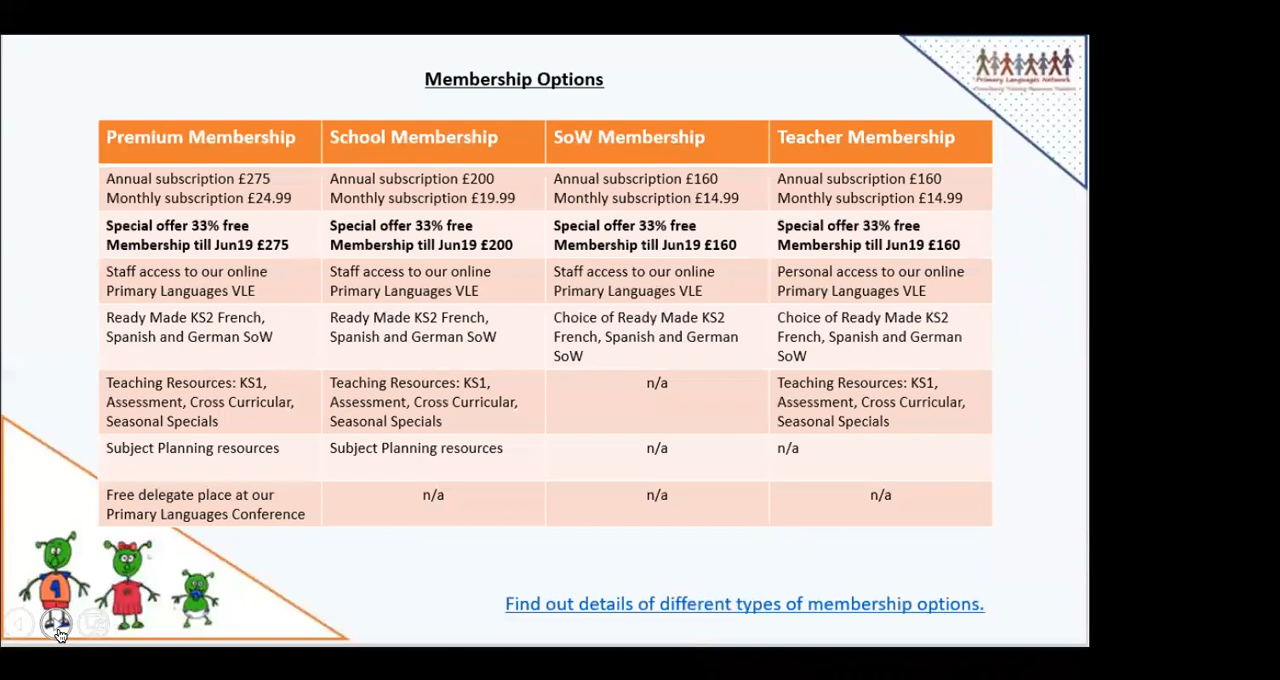 Membership Options
Primary Languages Network
Premium Membership
School Membership
SoW Membership
Teacher Membership
Annual subscription £275
Monthly subscription £24.99
Annual subscription £200
Monthly subscription £19.99
Annual subscription £160
Monthly subscription £14.99
Annual subscription £160
Monthly subscription £14.99
Special offer 33% free
Membership till Jun19 £275
Special offer 33% free
Membership till Jun19 £200
Special offer 33% free
Membership till Jun19 £160
Special offer 33% free
Membership till Jun19 £160
Staff access to our online
Primary Languages VLE
Staff access to our online
Primary Languages VLE
Staff access to our online
Primary Languages VLE
Personal access to our online
Primary Languages VLE
Ready Made KS2 French,
Spanish and German SoW
Ready Made KS2 French,
Spanish and German SoW
Choice of Ready Made KS2
French, Spanish and German
SoW
Choice of Ready Made KS2
French, Spanish and German
SoW
Teaching Resources: KS1,
Assessment, Cross Curricular,
Seasonal Specials
Teaching Resources: KS1,
Assessment, Cross Curricular,
Seasonal Specials
n/a
Teaching Resources: KS1,
Assessment, Cross Curricular,
Seasonal Specials
Subject Planning resources
Subject Planning resources
n/a
n/a
Free delegate place at our
Primary Languages Conference
n/a
n/a
n/a
Find out details of different types of membership options.